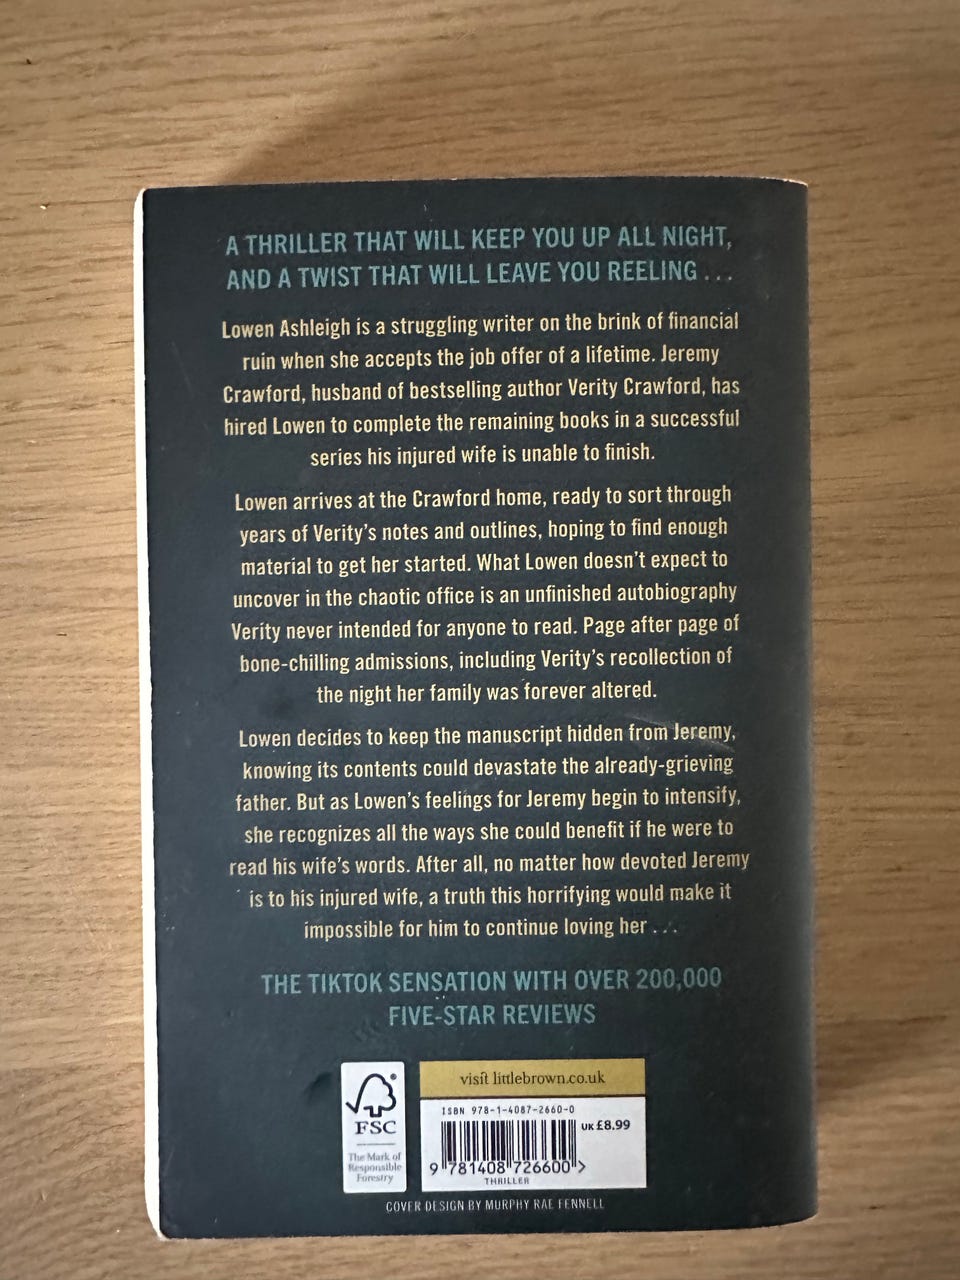 A THRILLER THAT WILL KEEP YOU UP ALL NIGHT,
AND A TWIST THAT WILL LEAVE YOU REELING . . .
Lowen Ashleigh is a struggling writer on the brink of financial
ruin when she accepts the job offer of a lifetime. Jeremy
Crawford, husband of bestselling author Verity Crawford, has
hired Lowen to complete the remaining books in a successful
series his injured wife is unable to finish.
Lowen arrives at the Crawford home, ready to sort through
years of Verity's notes and outlines, hoping to find enough
material to get her started. What Lowen doesn't expect to
uncover in the chaotic office is an unfinished autobiography
Verity never intended for anyone to read. Page after page of
bone-chilling admissions, including Verity's recollection of
the night her family was forever altered.
Lowen decides to keep the manuscript hidden from Jeremy,
knowing its contents could devastate the already-grieving
father. But as Lowen's feelings for Jeremy begin to intensify,
she recognizes all the ways she could benefit if he were to
read his wife's words. After all, no matter how devoted Jeremy
is to his injured wife, a truth this horrifying would make it
impossible for him to continue loving her . . .
THE TIKTOK SENSATION WITH OVER 200,000
FIVE-STAR REVIEWS
visit littlebrown.co.uk
ISBN 978-1-4087-2660-0
UK £8.99
9 781408 726600 >
THRILLER
FSC
The Mark of
Responsible
Forestry
COVER DESIGN BY MURPHY RAE FENNELL